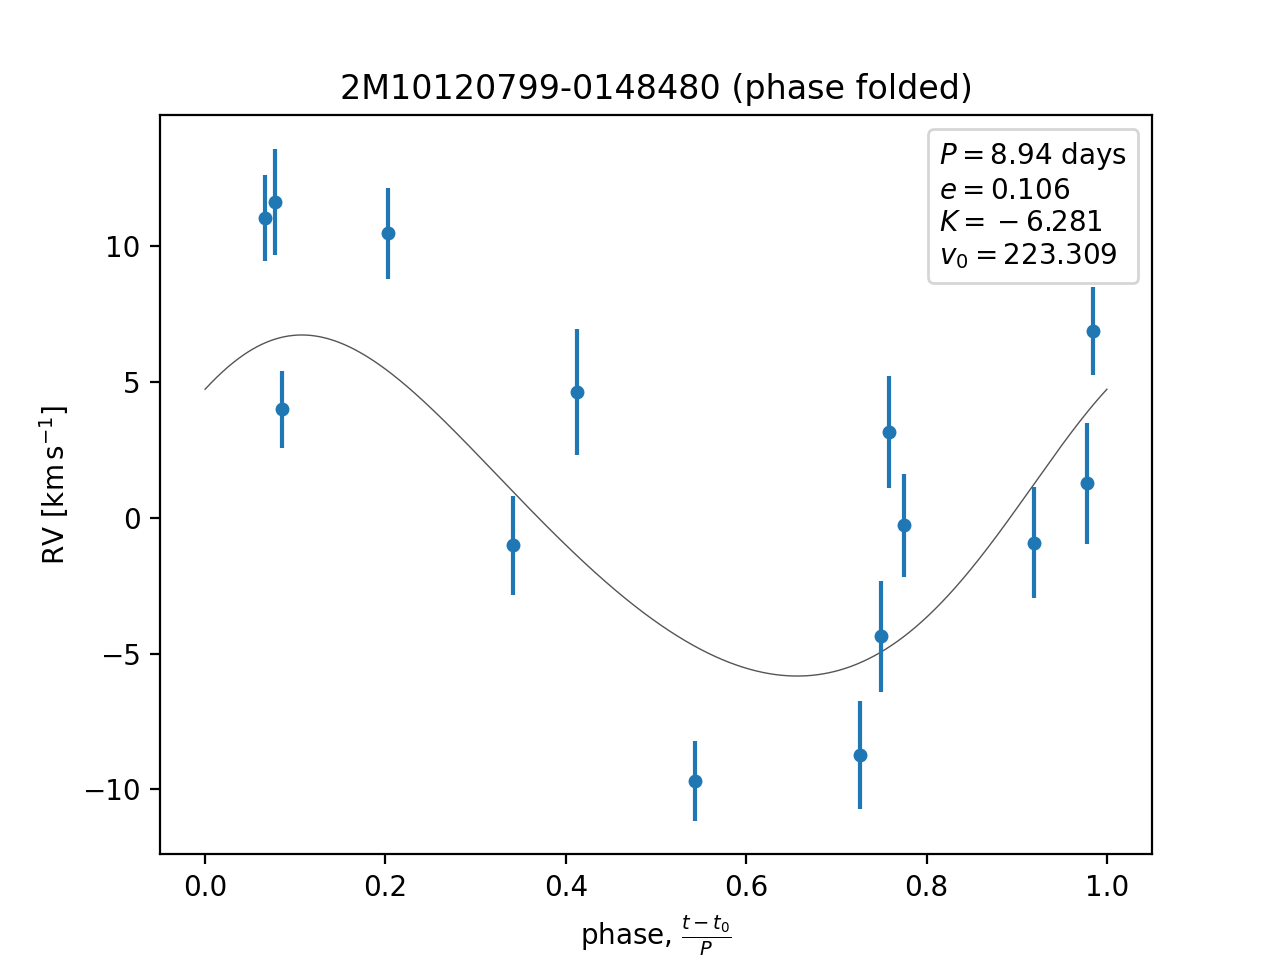 2M10120799-0148480 (phase folded)
P = 8.94 days
e = 0.106
K = −6.281
v₀ = 223.309
RV [km s⁻¹]
10
5
0
−5
−10
0.0 0.2 0.4 0.6 0.8 1.0
phase, (t − t₀)/P